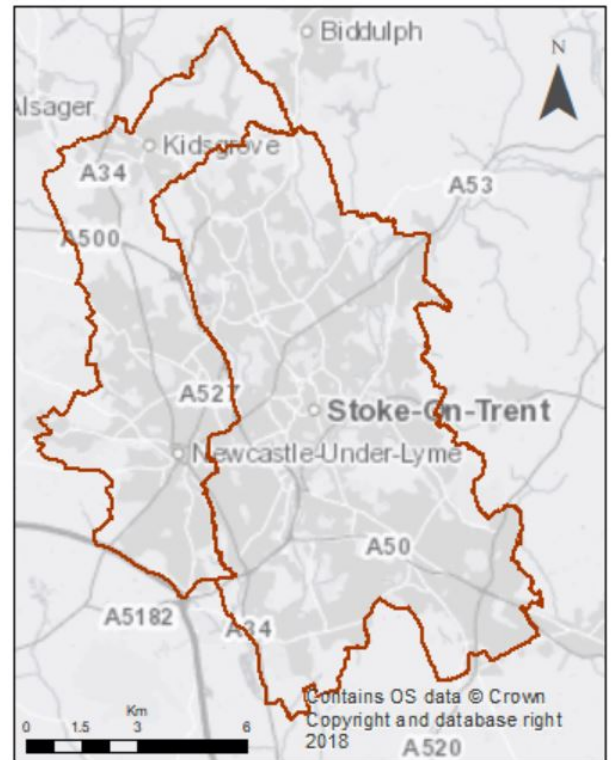 Biddulph
N
Alsager
Kidsgrove
A34
A53
A500
A527
Stoke-On-Trent
Newcastle-Under-Lyme
A50
A5182
A34
Contains OS data © Crown
Copyright and database right
2018
Km
0 1.5 3 6
A520